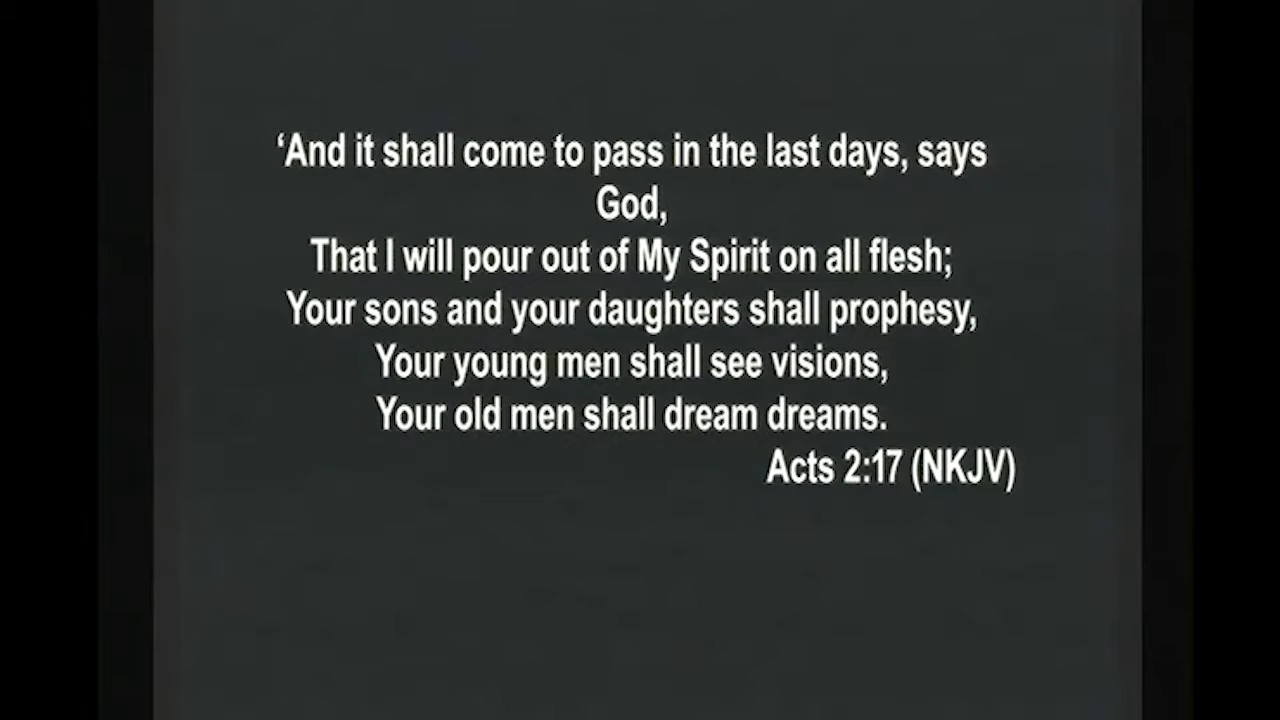 ‘And it shall come to pass in the last days, says
God,
That I will pour out of My Spirit on all flesh;
Your sons and your daughters shall prophesy,
Your young men shall see visions,
Your old men shall dream dreams.
Acts 2:17 (NKJV)